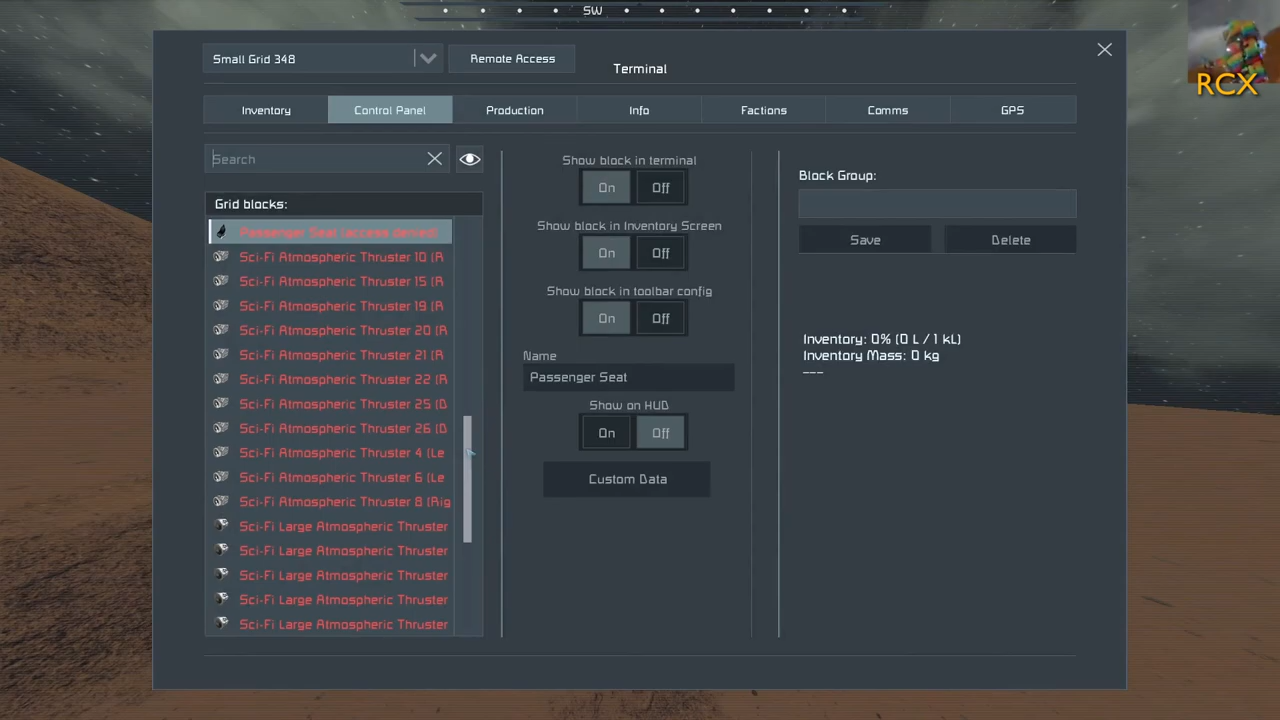 SW
Small Grid 348
Remote Access
Terminal
RCX
Inventory
Control Panel
Production
Info
Factions
Comms
GPS
Search
Grid blocks:
Passenger Seat (access denied)
Sci-Fi Atmospheric Thruster 10 (R
Sci-Fi Atmospheric Thruster 15 (R
Sci-Fi Atmospheric Thruster 19 (R
Sci-Fi Atmospheric Thruster 20 (R
Sci-Fi Atmospheric Thruster 21 (R
Sci-Fi Atmospheric Thruster 22 (R
Sci-Fi Atmospheric Thruster 25 (D
Sci-Fi Atmospheric Thruster 26 (D
Sci-Fi Atmospheric Thruster 4 (Le
Sci-Fi Atmospheric Thruster 6 (Le
Sci-Fi Atmospheric Thruster 8 (Rig
Sci-Fi Large Atmospheric Thruster
Sci-Fi Large Atmospheric Thruster
Sci-Fi Large Atmospheric Thruster
Sci-Fi Large Atmospheric Thruster
Sci-Fi Large Atmospheric Thruster
Show block in terminal
On Off
Show block in Inventory Screen
On Off
Show block in toolbar config
On Off
Name
Passenger Seat
Show on HUD
On Off
Custom Data
Block Group:
Save
Delete
Inventory: 0% (0 L / 1 kL)
Inventory Mass: 0 kg
---